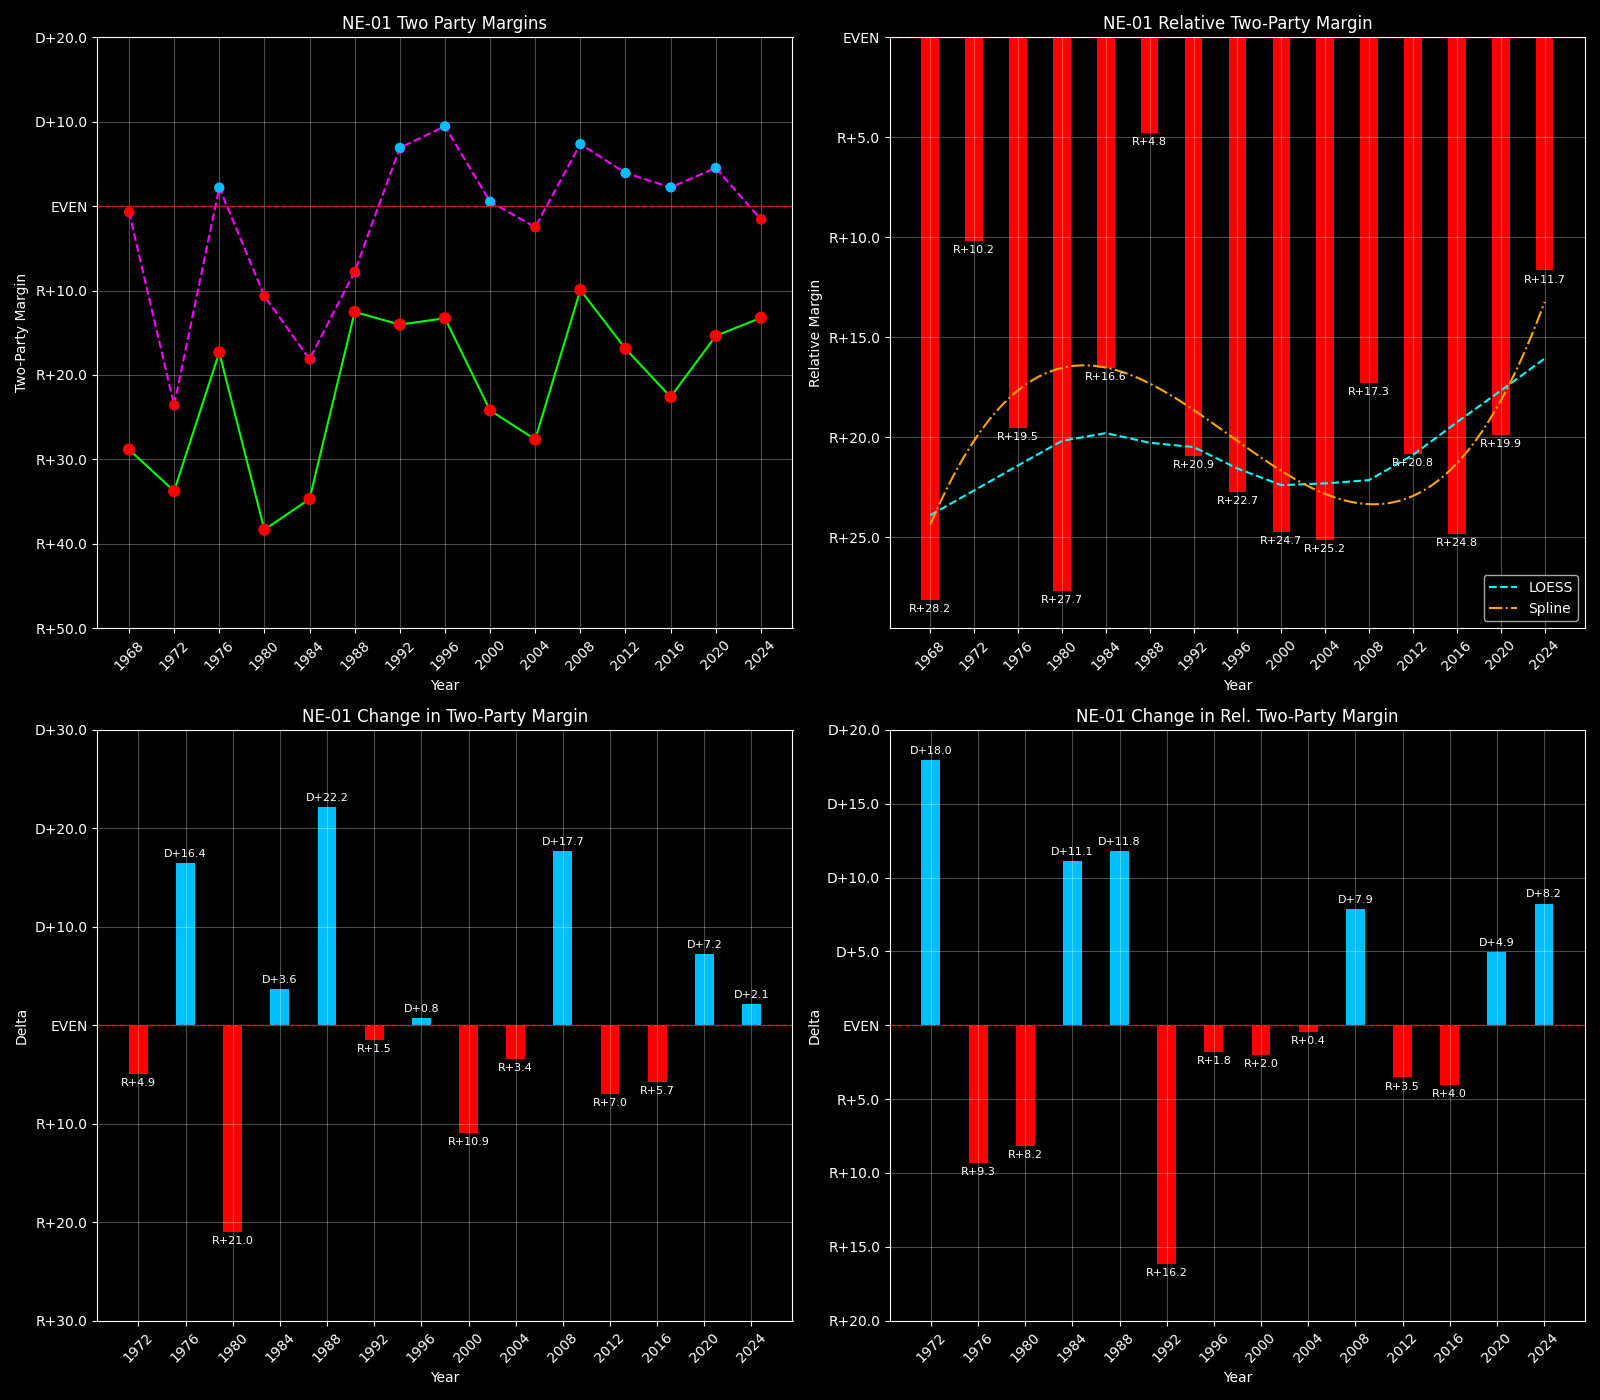 NE-01 Two Party Margins
D+20.0
D+10.0
EVEN
R+10.0
R+20.0
R+30.0
R+40.0
R+50.0
Two-Party Margin
1968 1972 1976 1980 1984 1988 1992 1996 2000 2004 2008 2012 2016 2020 2024
Year
NE-01 Relative Two-Party Margin
EVEN
R+5.0
R+10.0
R+15.0
R+20.0
R+25.0
Relative Margin
R+28.2
R+10.2
R+19.5
R+27.7
R+16.6
R+4.8
R+20.9
R+22.7
R+24.7
R+25.2
R+17.3
R+20.8
R+24.8
R+19.9
R+11.7
LOESS
Spline
1968 1972 1976 1980 1984 1988 1992 1996 2000 2004 2008 2012 2016 2020 2024
Year
NE-01 Change in Two-Party Margin
D+30.0
D+20.0
D+10.0
EVEN
R+10.0
R+20.0
R+30.0
Delta
R+4.9
D+16.4
R+21.0
D+3.6
D+22.2
R+1.5
D+0.8
R+10.9
R+3.4
D+17.7
R+7.0
R+5.7
D+7.2
D+2.1
1972 1976 1980 1984 1988 1992 1996 2000 2004 2008 2012 2016 2020 2024
Year
NE-01 Change in Rel. Two-Party Margin
D+20.0
D+15.0
D+10.0
D+5.0
EVEN
R+5.0
R+10.0
R+15.0
R+20.0
Delta
D+18.0
R+9.3
R+8.2
D+11.1
D+11.8
R+16.2
R+1.8
R+2.0
R+0.4
D+7.9
R+3.5
R+4.0
D+4.9
D+8.2
1972 1976 1980 1984 1988 1992 1996 2000 2004 2008 2012 2016 2020 2024
Year